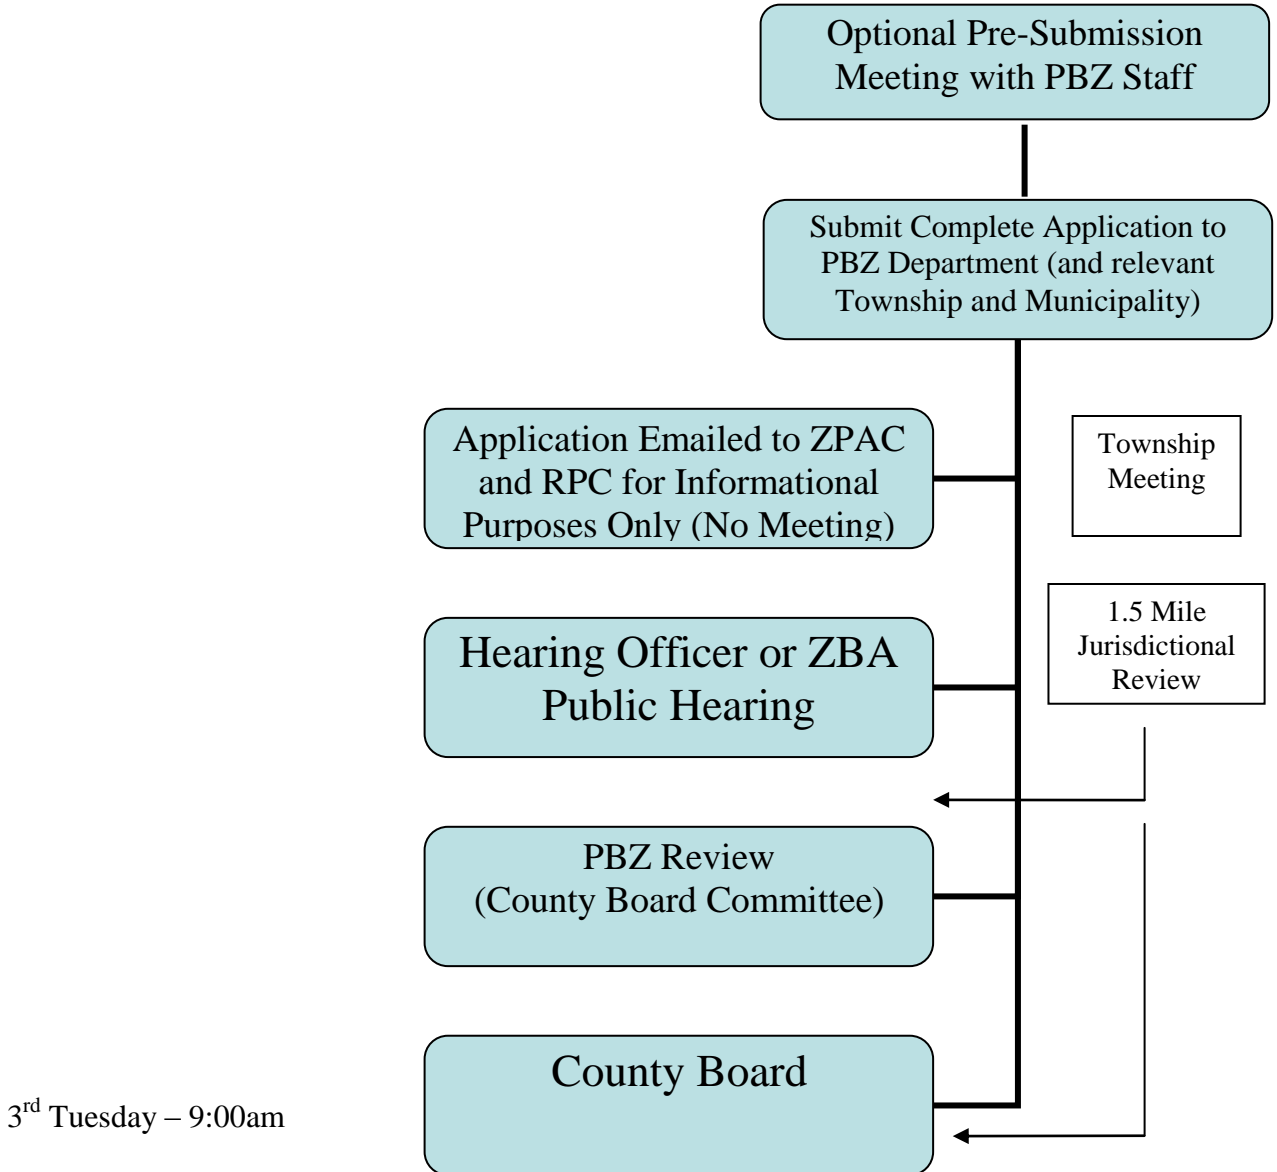 Optional Pre-Submission
Meeting with PBZ Staff
Submit Complete Application to
PBZ Department (and relevant
Township and Municipality)
Application Emailed to ZPAC
and RPC for Informational
Purposes Only (No Meeting)
Township
Meeting
Hearing Officer or ZBA
Public Hearing
1.5 Mile
Jurisdictional
Review
PBZ Review
(County Board Committee)
County Board
3rd Tuesday – 9:00am